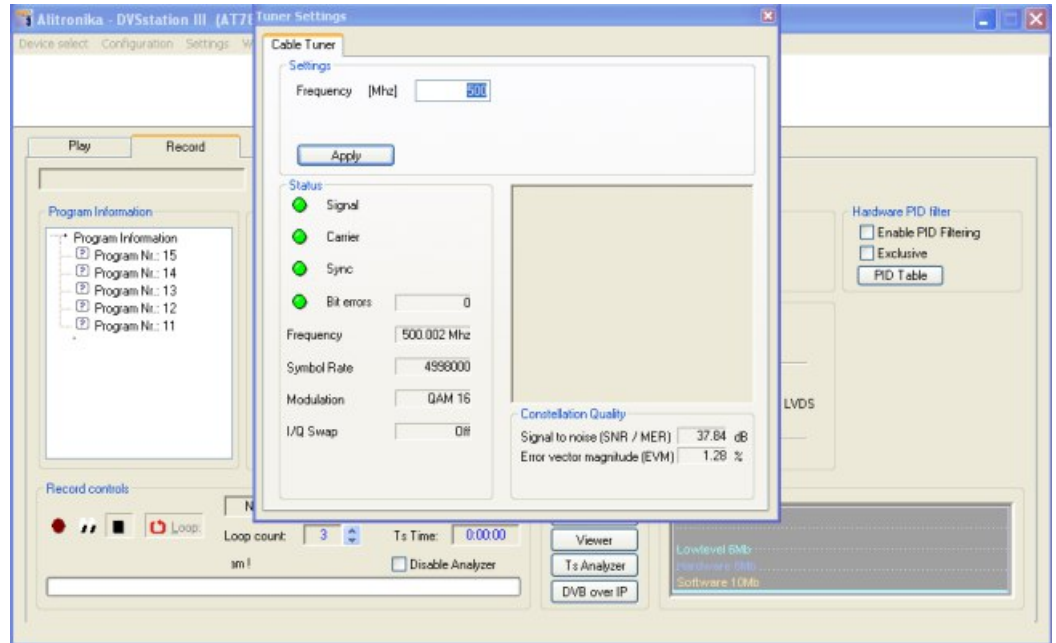 Alitronika - DVSstation III (AT7
Tuner Settings
Device select Configuration Settings
Cable Tuner
Settings
Frequency [Mhz] 500
Apply
Play Record
Status
Signal
Carrier
Sync
Bit errors 0
Frequency 500.002 Mhz
Symbol Rate 4998000
Modulation QAM 16
I/Q Swap Off
Constellation Quality
Signal to noise (SNR / MER) 37.84 dB
Error vector magnitude (EVM) 1.28 %
Program Information
Program Information
Program Nr.: 15
Program Nr.: 14
Program Nr.: 13
Program Nr.: 12
Program Nr.: 11
Hardware PID filter
Enable PID Filtering
Exclusive
PID Table
LVDS
Record controls
Loop:
N
Loop count: 3
Ts Time: 0:00:00
am !
Disable Analyzer
Viewer
Ts Analyzer
DVB over IP
Lowlevel 6Mb
Hardware 6Mb
Software 10Mb